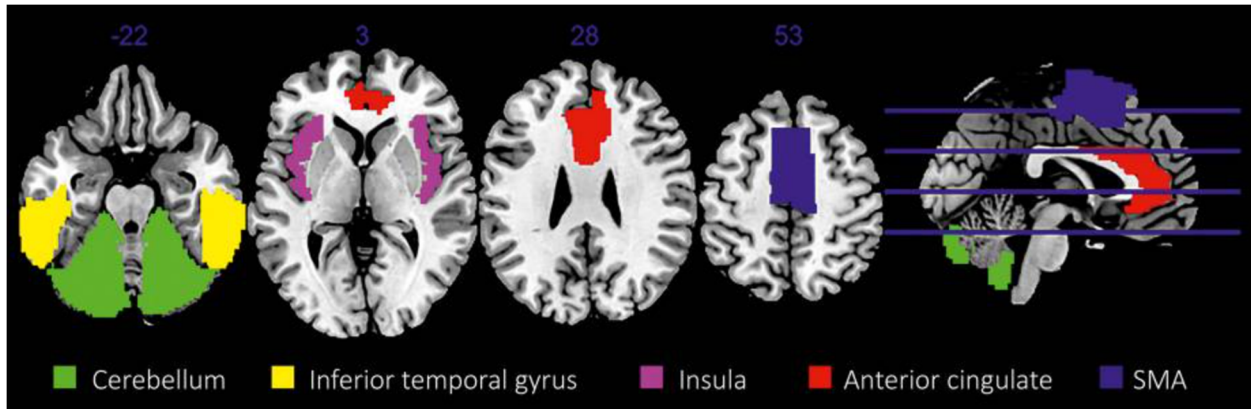 -22 3 28 53
Cerebellum Inferior temporal gyrus Insula Anterior cingulate SMA